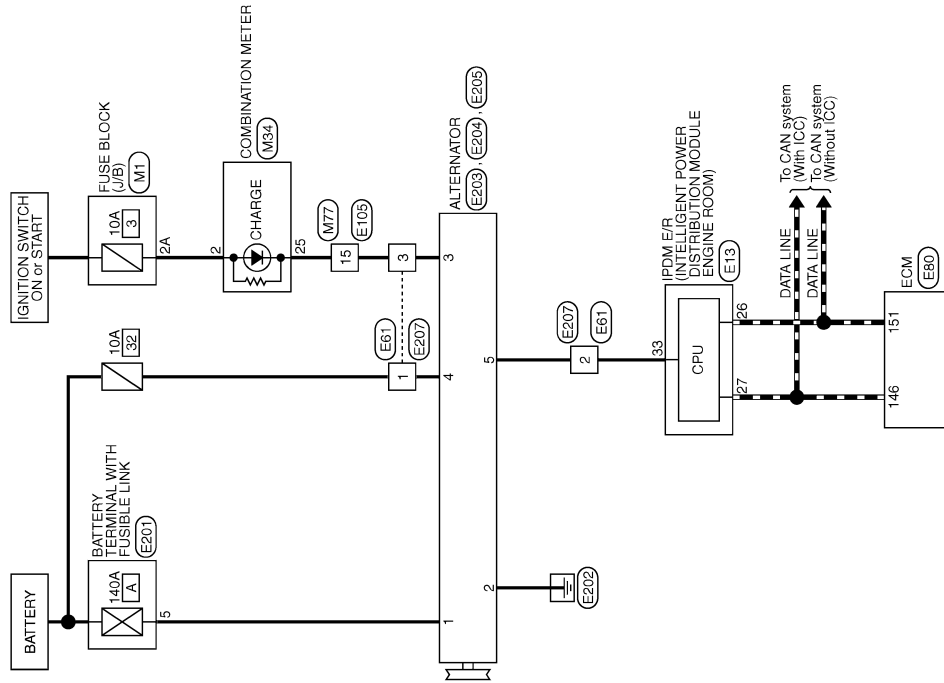 BATTERY
IGNITION SWITCH
ON or START
BATTERY
TERMINAL WITH
FUSIBLE LINK
E201
140A
A
5
10A
32
FUSE BLOCK
(J/B)
M1
10A
3
2A
COMBINATION METER
M34
2
CHARGE
25
M77
15
E105
E61
1
E207
3
1
4
3
ALTERNATOR
E203 , E204 , E205
2
5
E202
E207
2
E61
IPDM E/R
(INTELLIGENT POWER
DISTRIBUTION MODULE
ENGINE ROOM)
E13
33
CPU
27
26
DATA LINE
DATA LINE
To CAN system
(With ICC)
To CAN system
(Without ICC)
146
151
ECM
E80